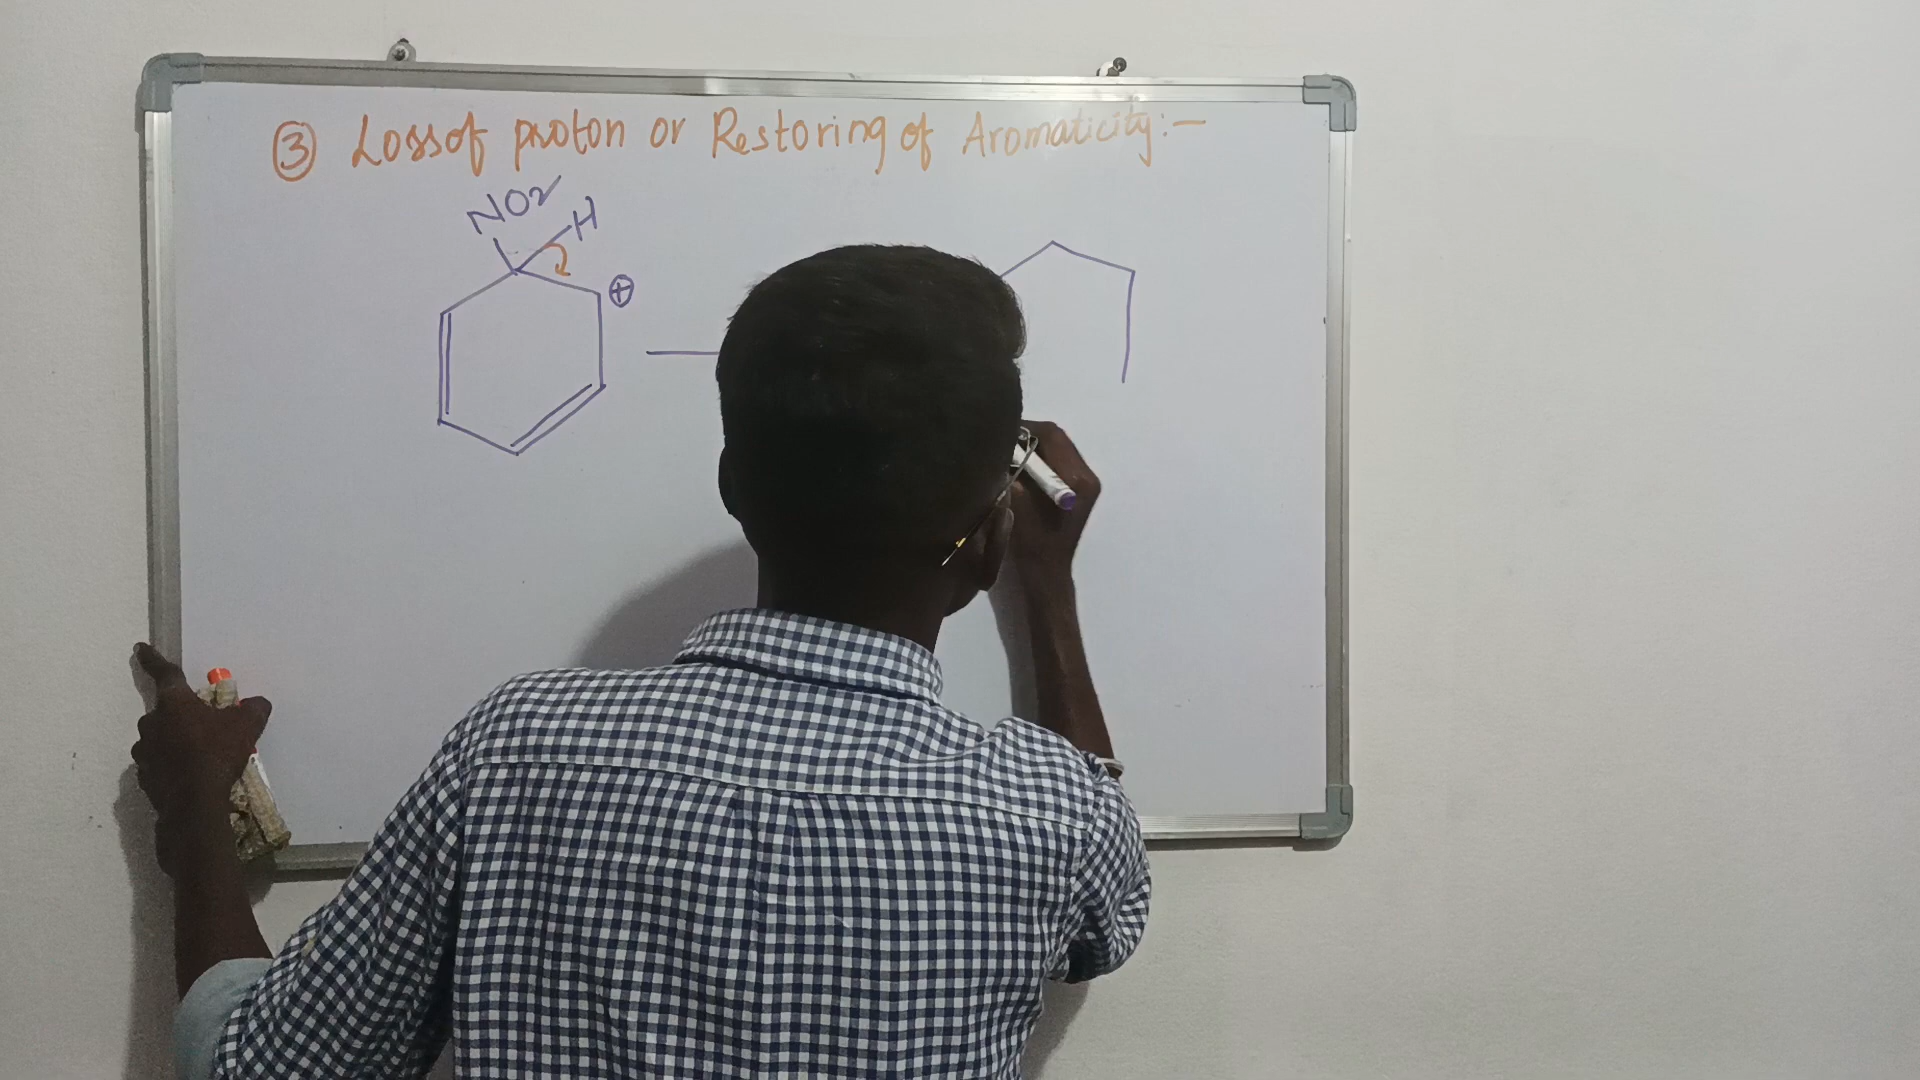 ③ Loss of proton or Restoring of Aromaticity:-
NO2
H
⊕